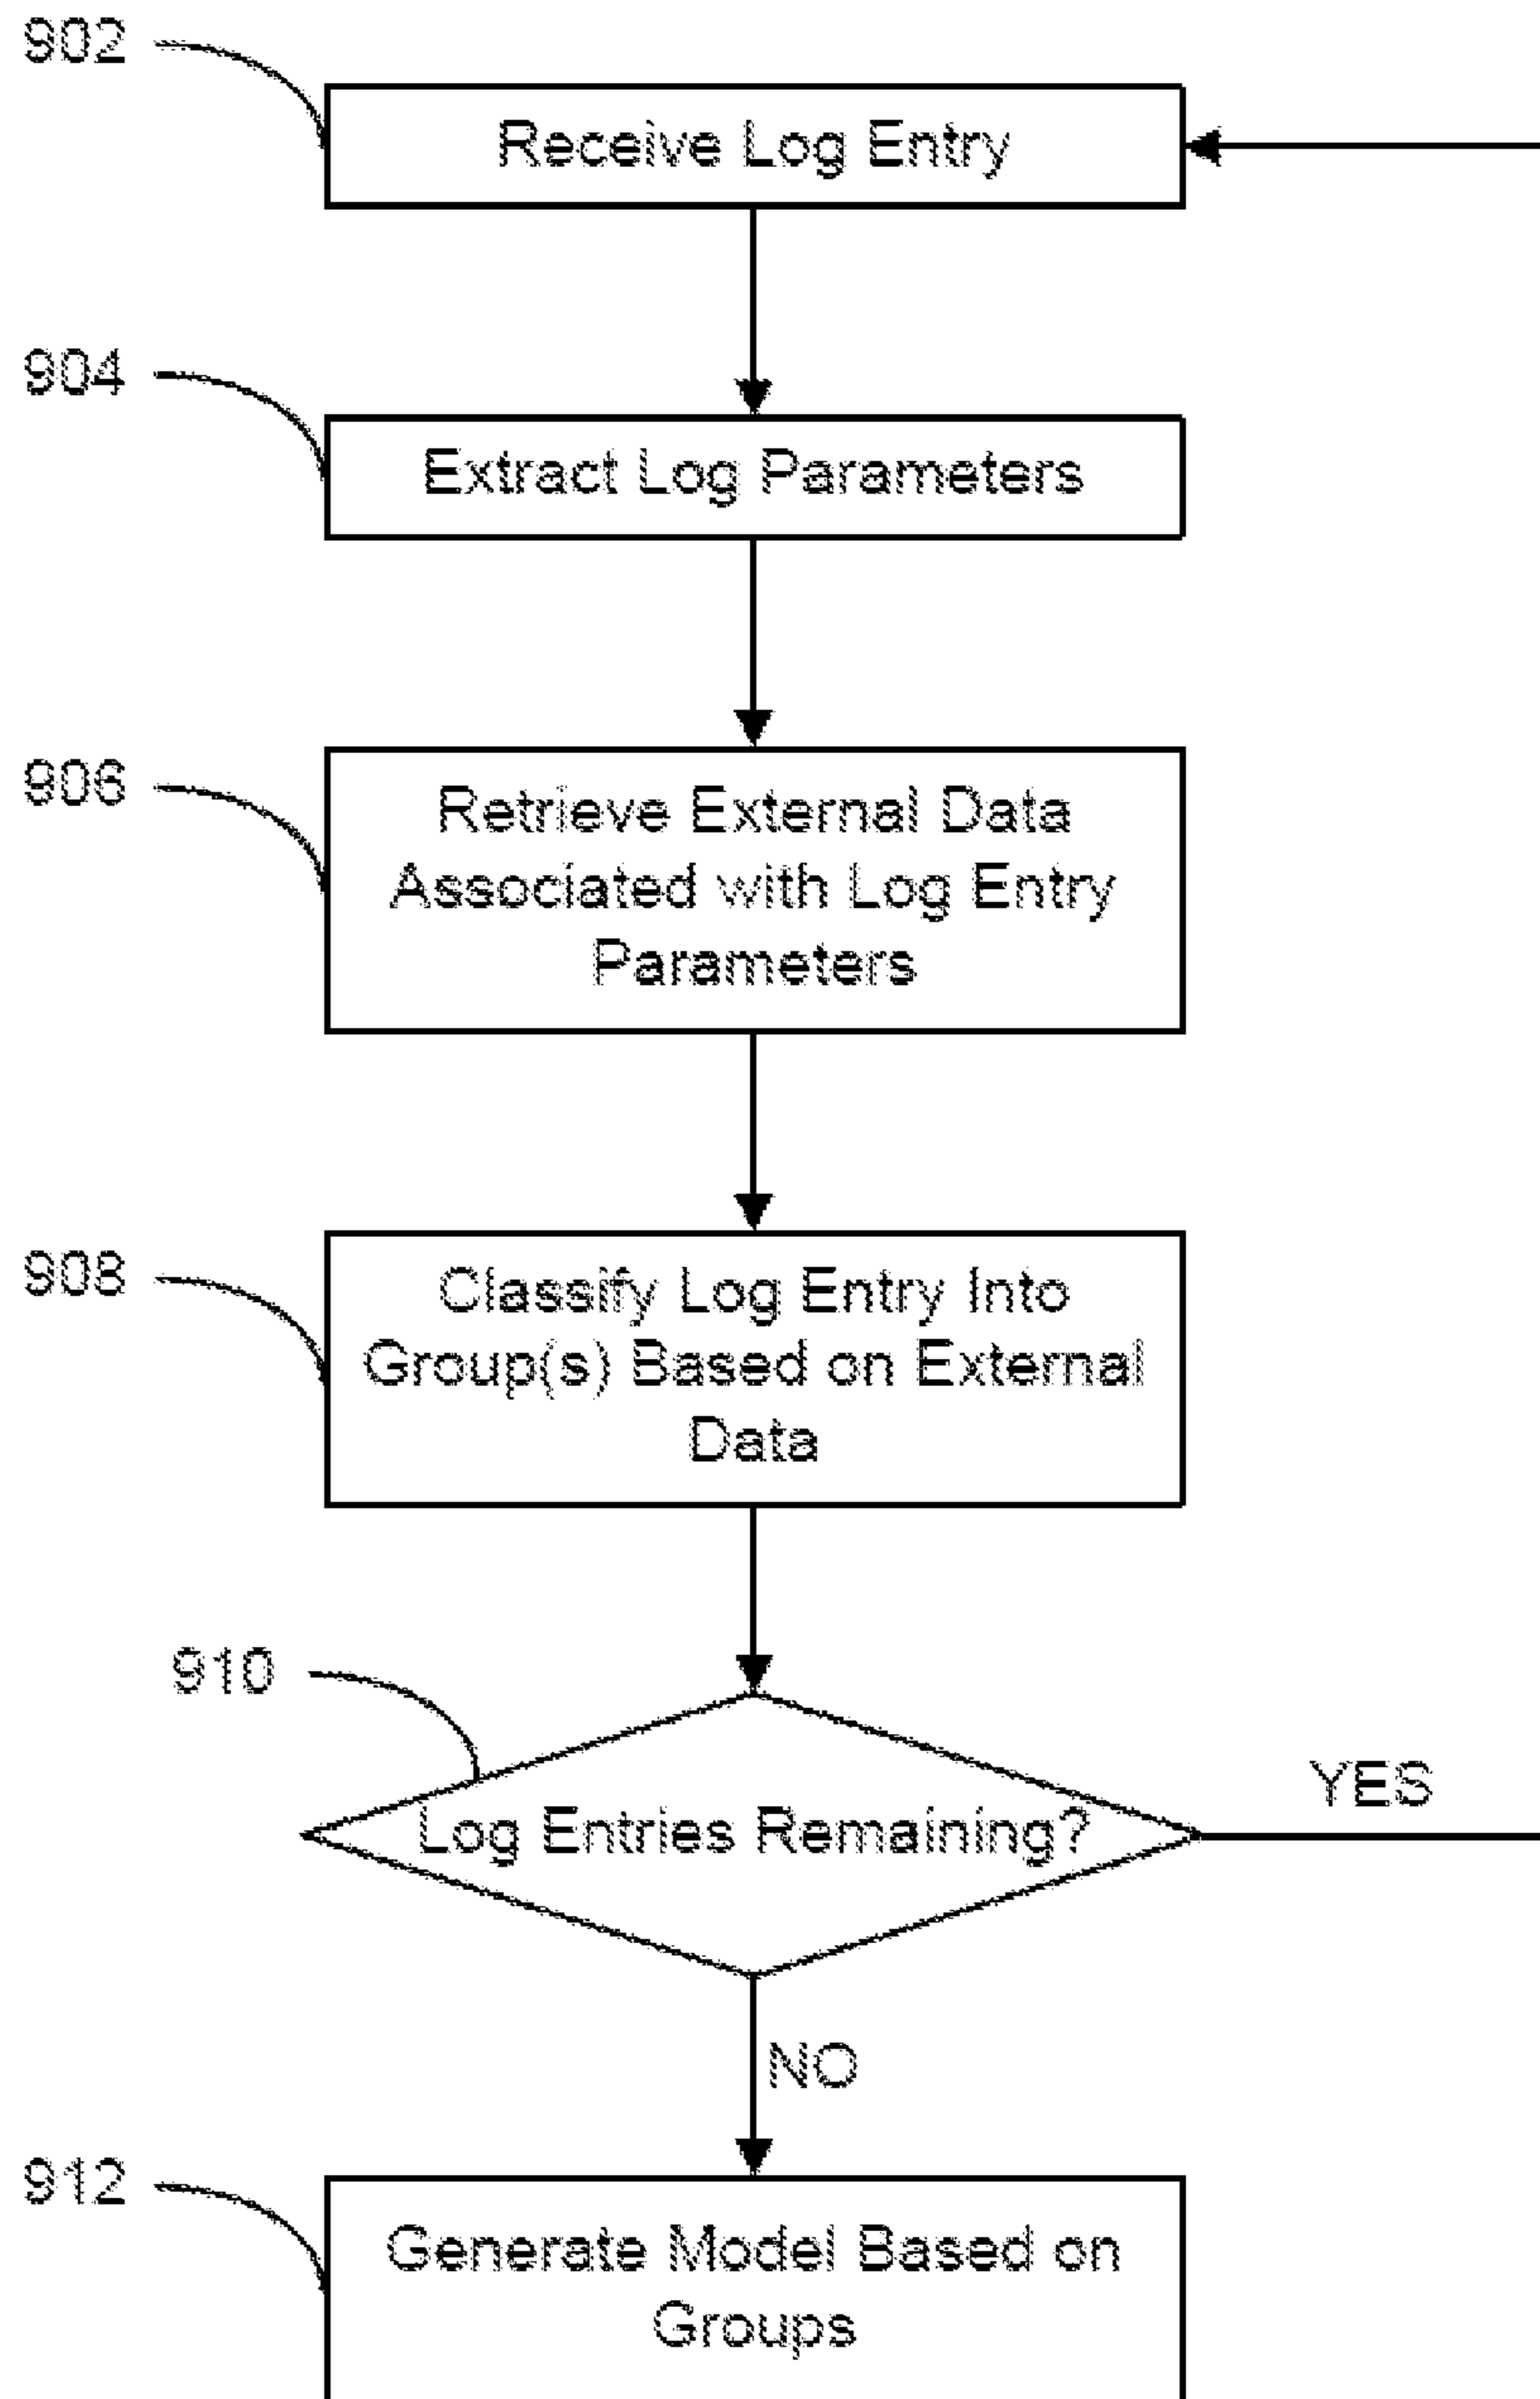 902
Receive Log Entry
904
Extract Log Parameters
906
Retrieve External Data
Associated with Log Entry
Parameters
908
Classify Log Entry Into
Group(s) Based on External
Data
910
Log Entries Remaining?
YES
NO
912
Generate Model Based on
Groups